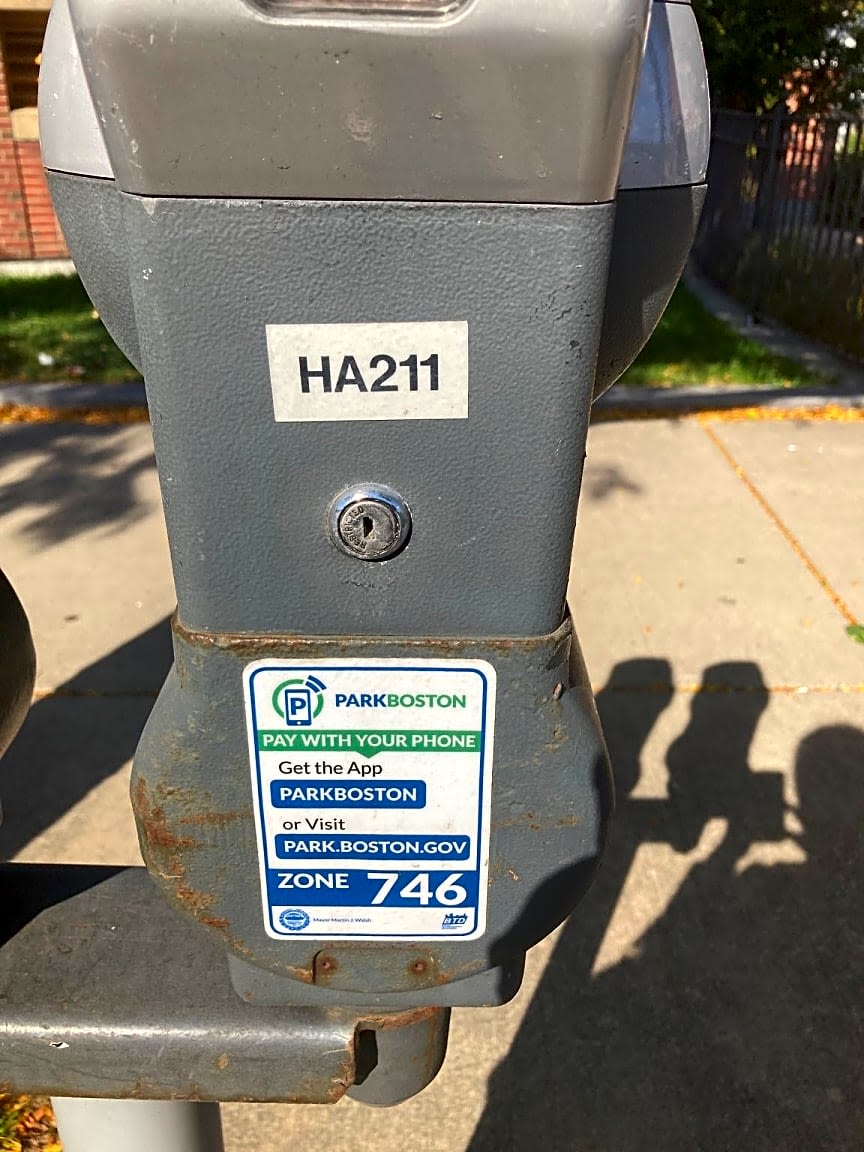 HA211
P PARKBOSTON
PAY WITH YOUR PHONE
Get the App
PARKBOSTON
or Visit
PARK.BOSTON.GOV
ZONE 746
Mayor Martin J. Walsh BTD